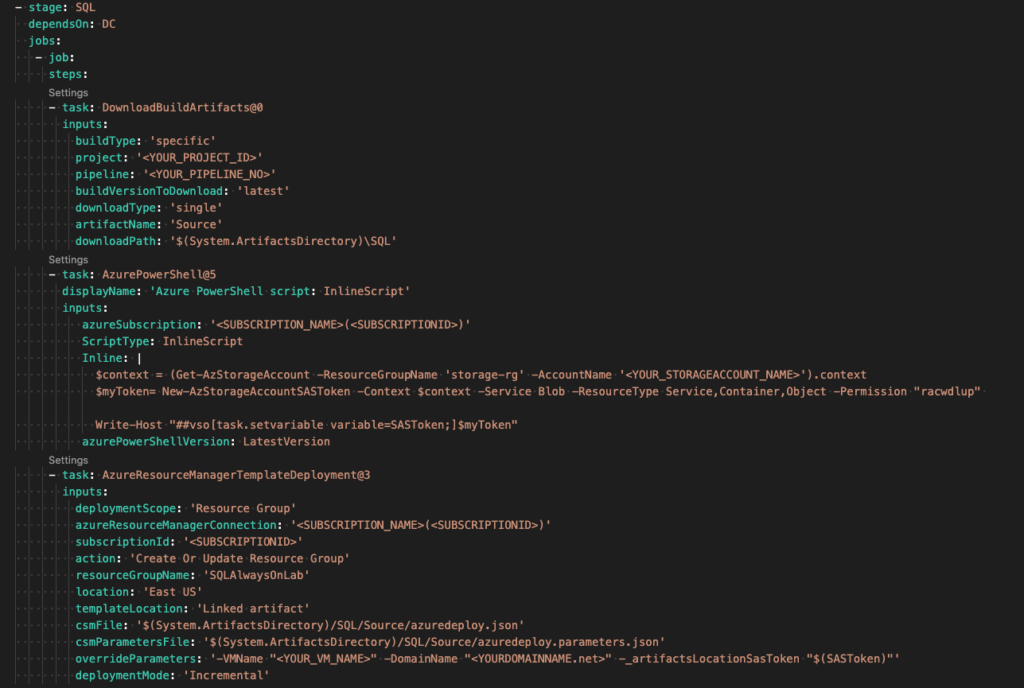 - stage: SQL
dependsOn: DC
jobs:
- job:
steps:
Settings
- task: DownloadBuildArtifacts@0
inputs:
buildType: 'specific'
project: '<YOUR_PROJECT_ID>'
pipeline: '<YOUR_PIPELINE_NO>'
buildVersionToDownload: 'latest'
downloadType: 'single'
artifactName: 'Source'
downloadPath: '$(System.ArtifactsDirectory)\SQL'
Settings
- task: AzurePowerShell@5
displayName: 'Azure PowerShell script: InlineScript'
inputs:
azureSubscription: '<SUBSCRIPTION_NAME>(<SUBSCRIPTIONID>)'
ScriptType: InlineScript
Inline: |
$context = (Get-AzStorageAccount -ResourceGroupName 'storage-rg' -AccountName '<YOUR_STORAGEACCOUNT_NAME>').context
$myToken= New-AzStorageAccountSASToken -Context $context -Service Blob -ResourceType Service,Container,Object -Permission "racwdlup"
Write-Host "##vso[task.setvariable variable=SASToken;]$myToken"
azurePowerShellVersion: LatestVersion
Settings
- task: AzureResourceManagerTemplateDeployment@3
inputs:
deploymentScope: 'Resource Group'
azureResourceManagerConnection: '<SUBSCRIPTION_NAME>(<SUBSCRIPTIONID>)'
subscriptionId: '<SUBSCRIPTIONID>'
action: 'Create Or Update Resource Group'
resourceGroupName: 'SQLAlwaysOnLab'
location: 'East US'
templateLocation: 'Linked artifact'
csmFile: '$(System.ArtifactsDirectory)/SQL/Source/azuredeploy.json'
csmParametersFile: '$(System.ArtifactsDirectory)/SQL/Source/azuredeploy.parameters.json'
overrideParameters: '-VMName "<YOUR_VM_NAME>" -DomainName "<YOURDOMAINNAME.net>" -_artifactsLocationSasToken "$(SASToken)"'
deploymentMode: 'Incremental'